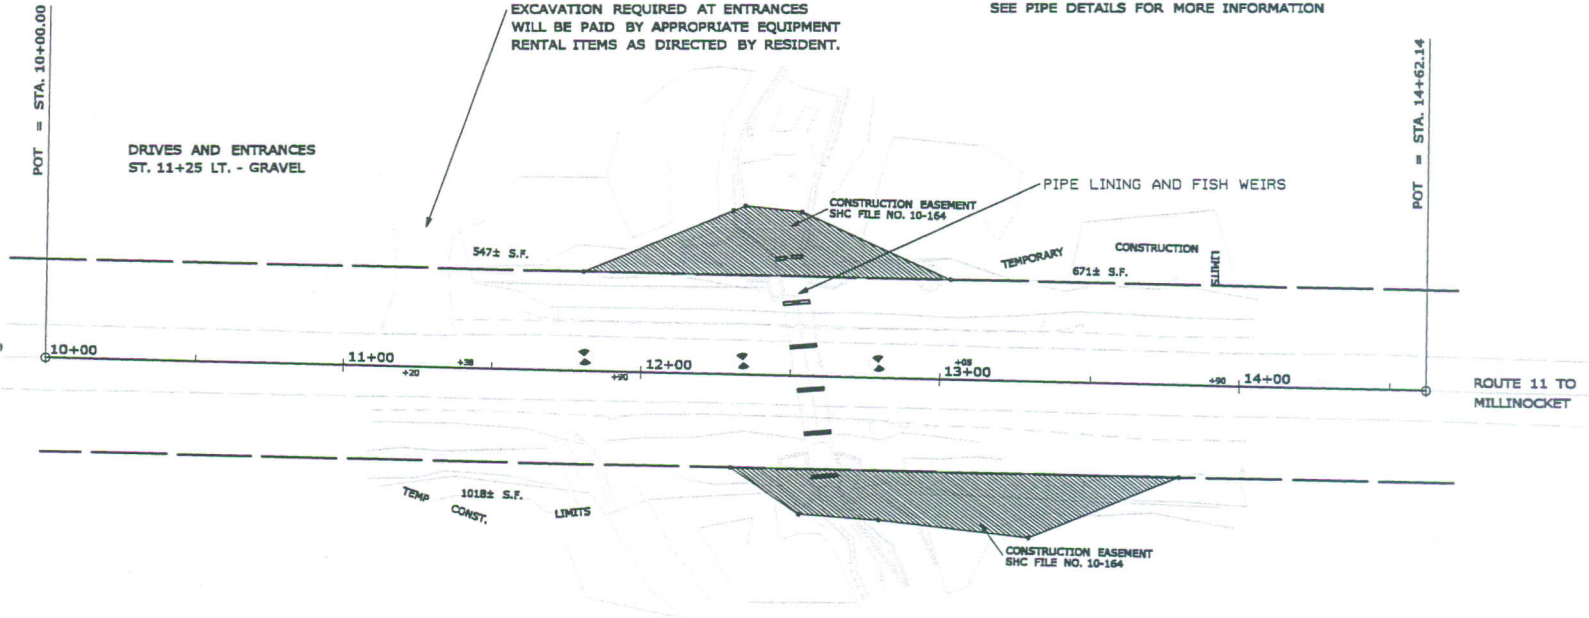 EXCAVATION REQUIRED AT ENTRANCES
WILL BE PAID BY APPROPRIATE EQUIPMENT
RENTAL ITEMS AS DIRECTED BY RESIDENT.
SEE PIPE DETAILS FOR MORE INFORMATION
POT = STA. 10+00.00
POT = STA. 14+62.14
DRIVES AND ENTRANCES
ST. 11+25 LT. - GRAVEL
PIPE LINING AND FISH WEIRS
CONSTRUCTION EASEMENT
SHC FILE NO. 10-164
547± S.F.
TEMPORARY CONSTRUCTION LIMITS
671± S.F.
10+00
11+00
+20
+38
+90
12+00
+05
13+00
+90
14+00
ROUTE 11 TO
MILLINOCKET
TEMP CONST. LIMITS
1018± S.F.
CONSTRUCTION EASEMENT
SHC FILE NO. 10-164